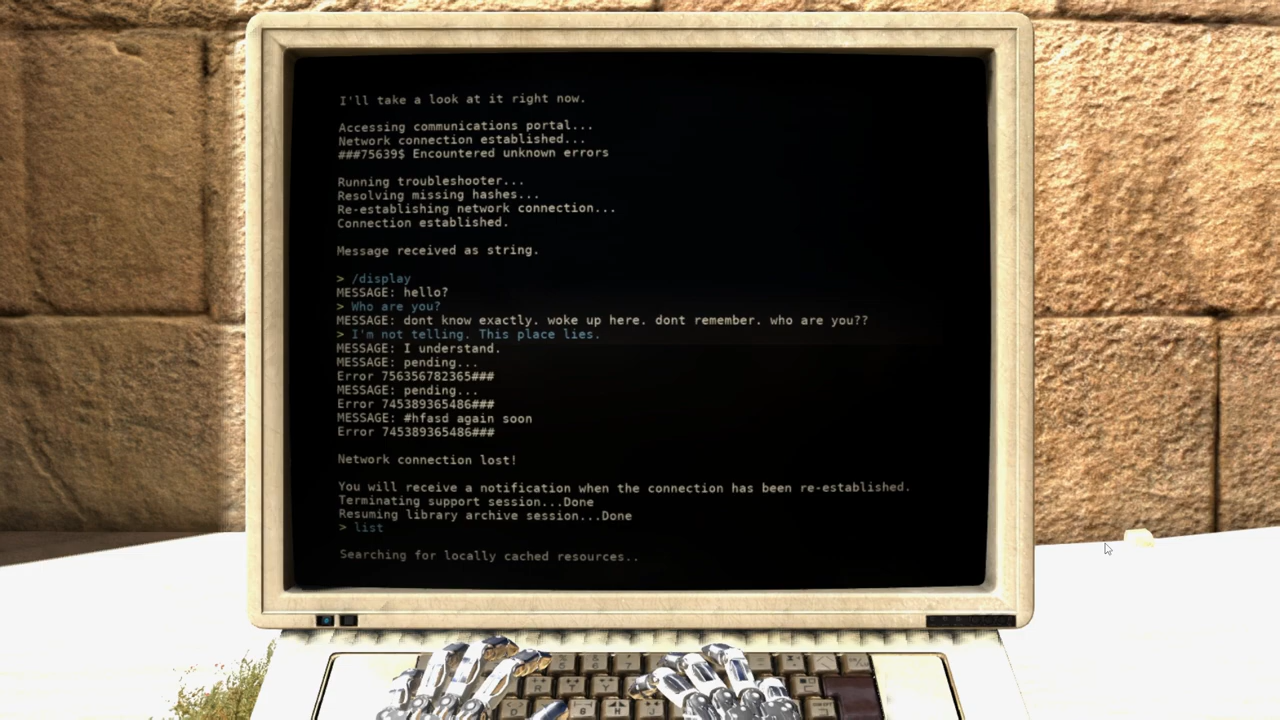 I'll take a look at it right now.
Accessing communications portal...
Network connection established...
###75639$ Encountered unknown errors
Running troubleshooter...
Resolving missing hashes...
Re-establishing network connection...
Connection established.
Message received as string.
> /display
MESSAGE: hello?
> Who are you?
MESSAGE: dont know exactly. woke up here. dont remember. who are you??
> I'm not telling. This place lies.
MESSAGE: I understand.
MESSAGE: pending...
Error 756356782365###
MESSAGE: pending...
Error 745389365486###
MESSAGE: #hfasd again soon
Error 745389365486###
Network connection lost!
You will receive a notification when the connection has been re-established.
Terminating support session...Done
Resuming library archive session...Done
> list
Searching for locally cached resources..